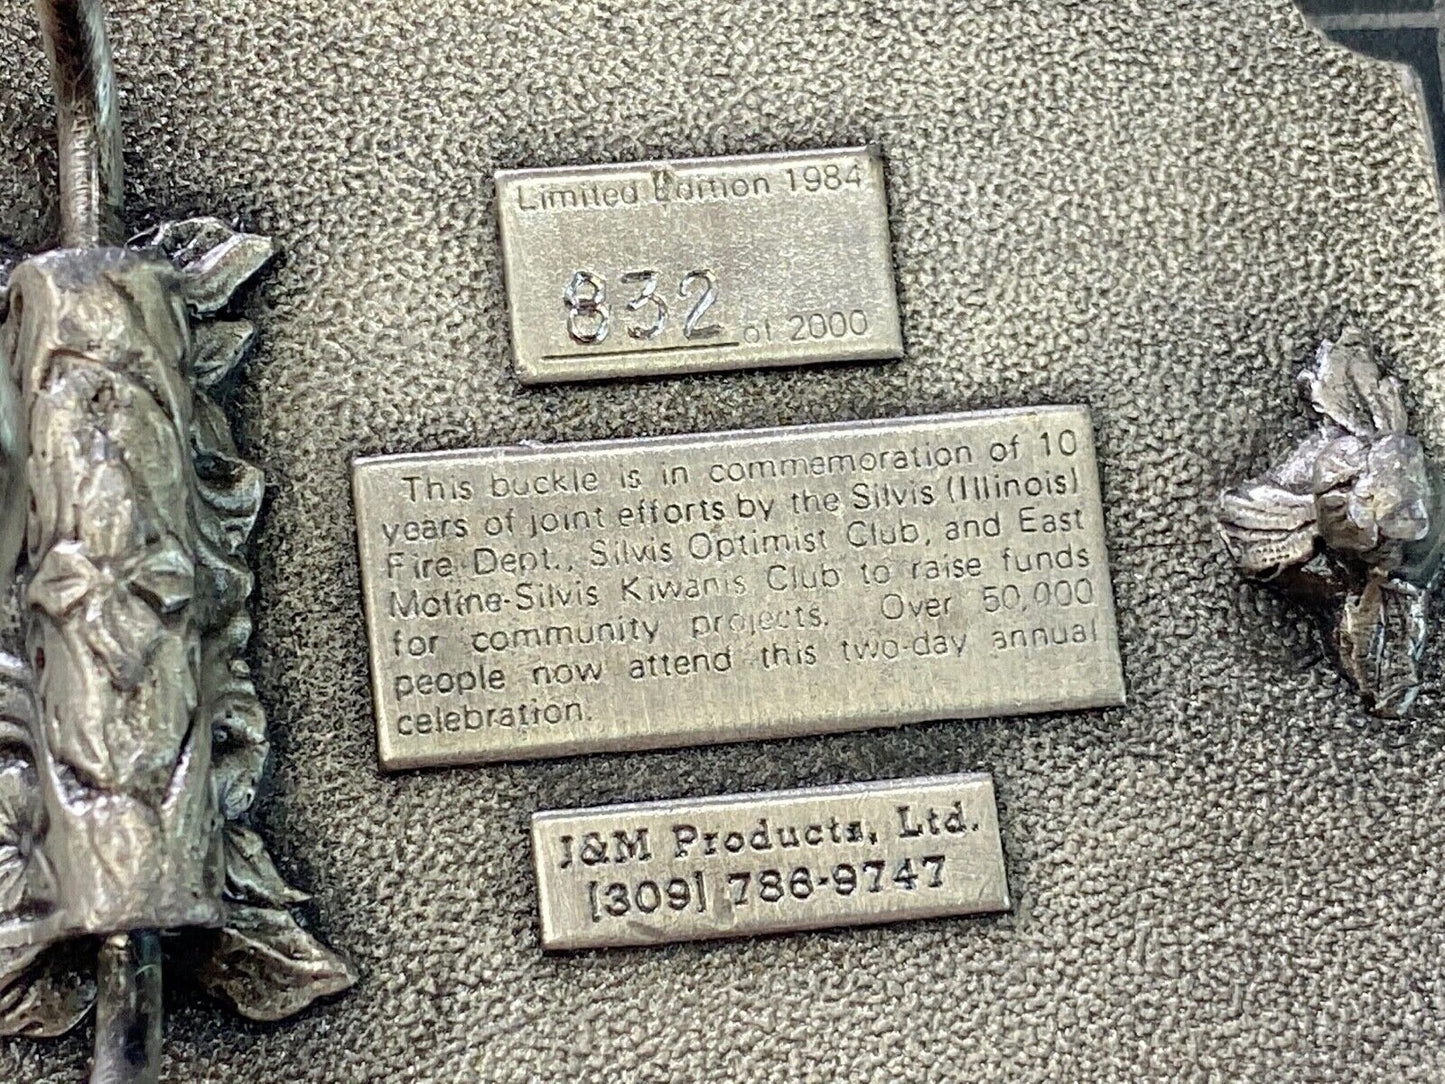 Limited Edition 1984
832 of 2000
This buckle is in commemoration of 10
years of joint efforts by the Silvis (Illinois)
Fire Dept., Silvis Optimist Club, and East
Moline-Silvis Kiwanis Club to raise funds
for community projects. Over 50,000
people now attend this two-day annual
celebration.
J&M Products, Ltd.
[309] 786-9747